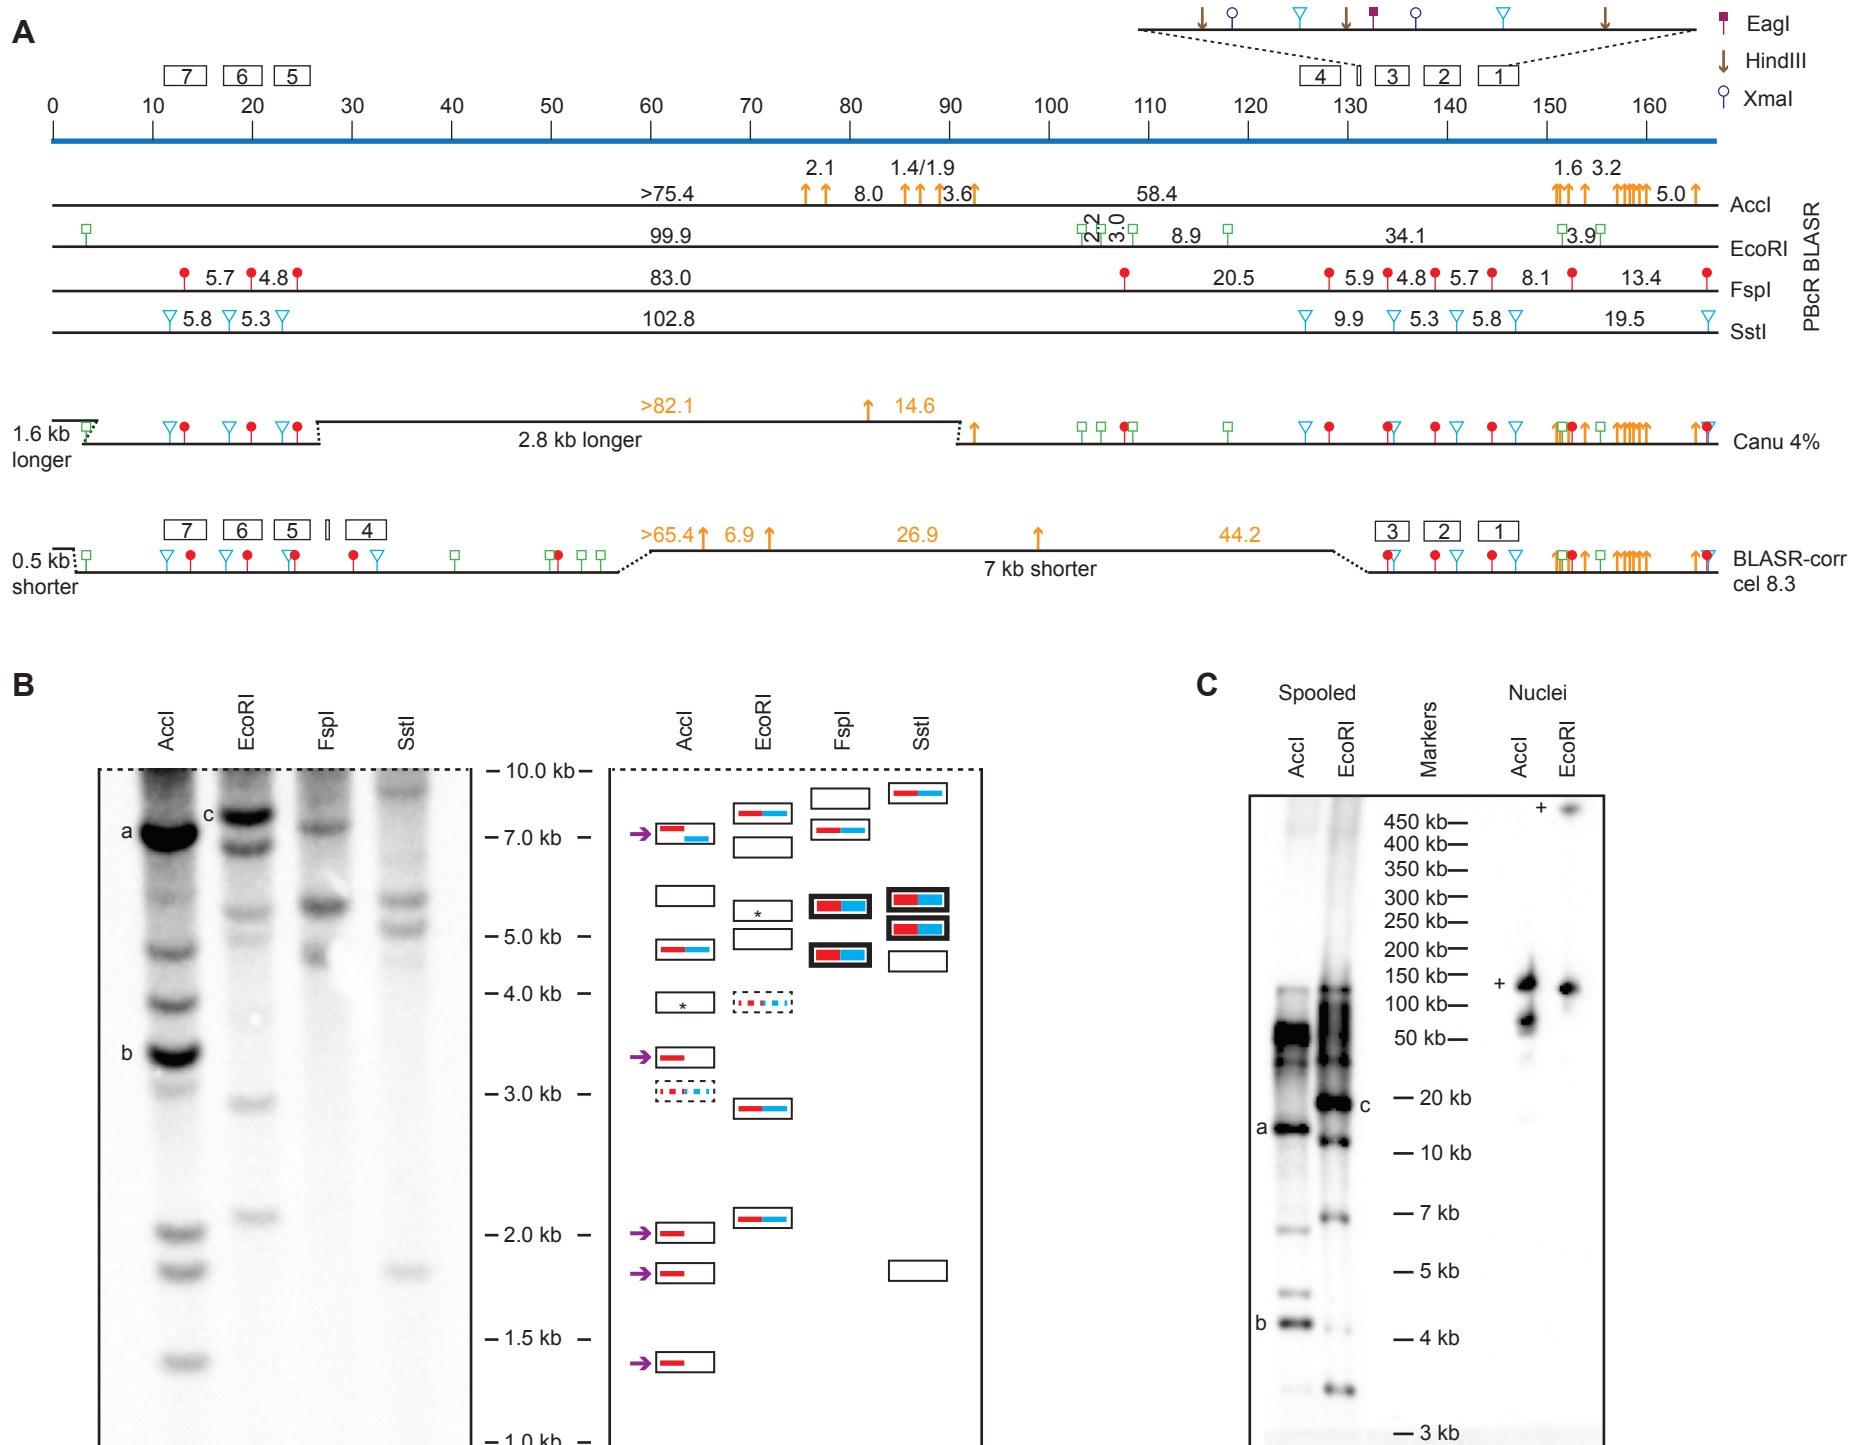 A
EagI
HindIII
XmaI
7 6 5 4 3 2 1
0 10 20 30 40 50 60 70 80 90 100 110 120 130 140 150 160
2.1 1.4/1.9 1.6 3.2
>75.4 8.0 3.6 58.4 5.0 AccI
99.9 2.2 3.0 8.9 34.1 3.9 EcoRI
5.7 4.8 83.0 20.5 5.9 4.8 5.7 8.1 13.4 FspI
5.8 5.3 102.8 9.9 5.3 5.8 19.5 SstI
PBcR BLASR
>82.1 14.6
1.6 kb
longer
2.8 kb longer
Canu 4%
7 6 5 4 3 2 1
>65.4 6.9 26.9 44.2
0.5 kb
shorter
7 kb shorter
BLASR-corr
cel 8.3
B
AccI EcoRI FspI SstI
AccI EcoRI FspI SstI
a
b
c
10.0 kb
7.0 kb
5.0 kb
4.0 kb
3.0 kb
2.0 kb
1.5 kb
1.0 kb
*
*
C
Spooled Nuclei
AccI EcoRI Markers AccI EcoRI
+
450 kb
400 kb
350 kb
300 kb
250 kb
200 kb
150 kb
+
100 kb
50 kb
20 kb
c
a
10 kb
7 kb
5 kb
b
4 kb
3 kb